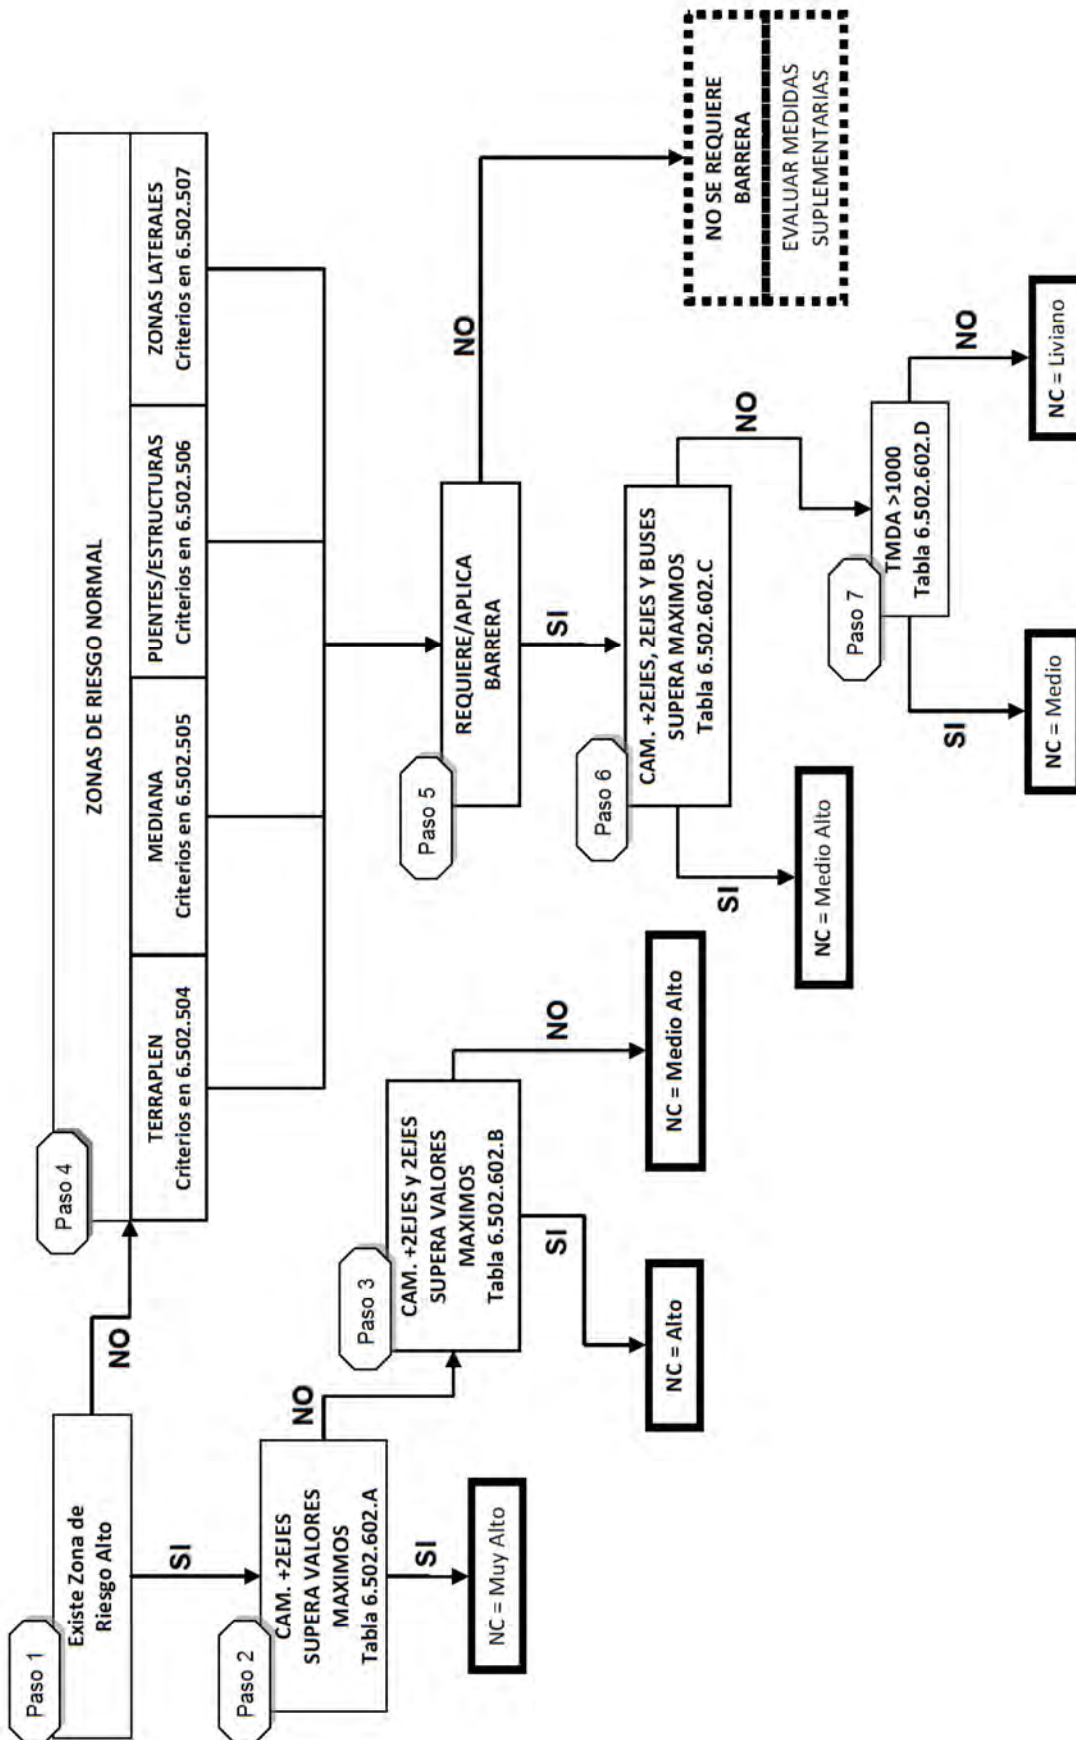 Paso 1
Existe Zona de
Riesgo Alto
NO
SI
Paso 2
CAM. +2EJES
SUPERA VALORES
MAXIMOS
Tabla 6.502.602.A
NO
SI
NC = Muy Alto
Paso 3
CAM. +2EJES y 2EJES
SUPERA VALORES
MAXIMOS
Tabla 6.502.602.B
SI
NO
NC = Alto
NC = Medio Alto
Paso 4
ZONAS DE RIESGO NORMAL
TERRAPLEN
Criterios en 6.502.504
MEDIANA
Criterios en 6.502.505
PUENTES/ESTRUCTURAS
Criterios en 6.502.506
ZONAS LATERALES
Criterios en 6.502.507
Paso 5
REQUIERE/APLICA
BARRERA
NO
SI
NO SE REQUIERE
BARRERA
EVALUAR MEDIDAS
SUPLEMENTARIAS
Paso 6
CAM. +2EJES, 2EJES Y BUSES
SUPERA MAXIMOS
Tabla 6.502.602.C
SI
NO
NC = Medio Alto
Paso 7
TMDA >1000
Tabla 6.502.602.D
SI
NO
NC = Medio
NC = Liviano